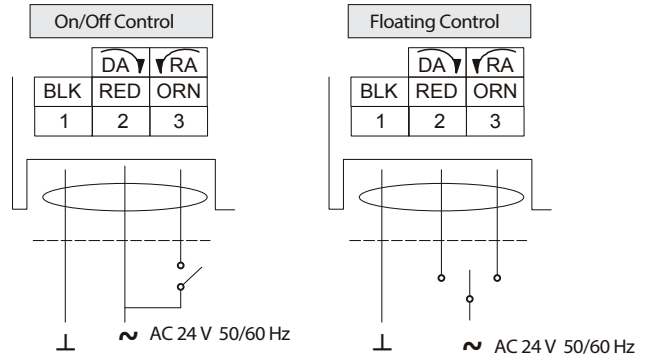 On/Off Control
DA RA
BLK RED ORN
1 2 3
⊥ ~ AC 24 V 50/60 Hz
Floating Control
DA RA
BLK RED ORN
1 2 3
⊥ ~ AC 24 V 50/60 Hz